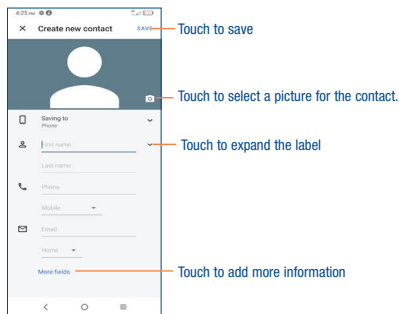 4:25 PM
Create new contact
SAVE
Touch to save
Touch to select a picture for the contact.
Saving to
Phone
First name
Touch to expand the label
Last name
Phone
Mobile
Email
Home
More fields
Touch to add more information